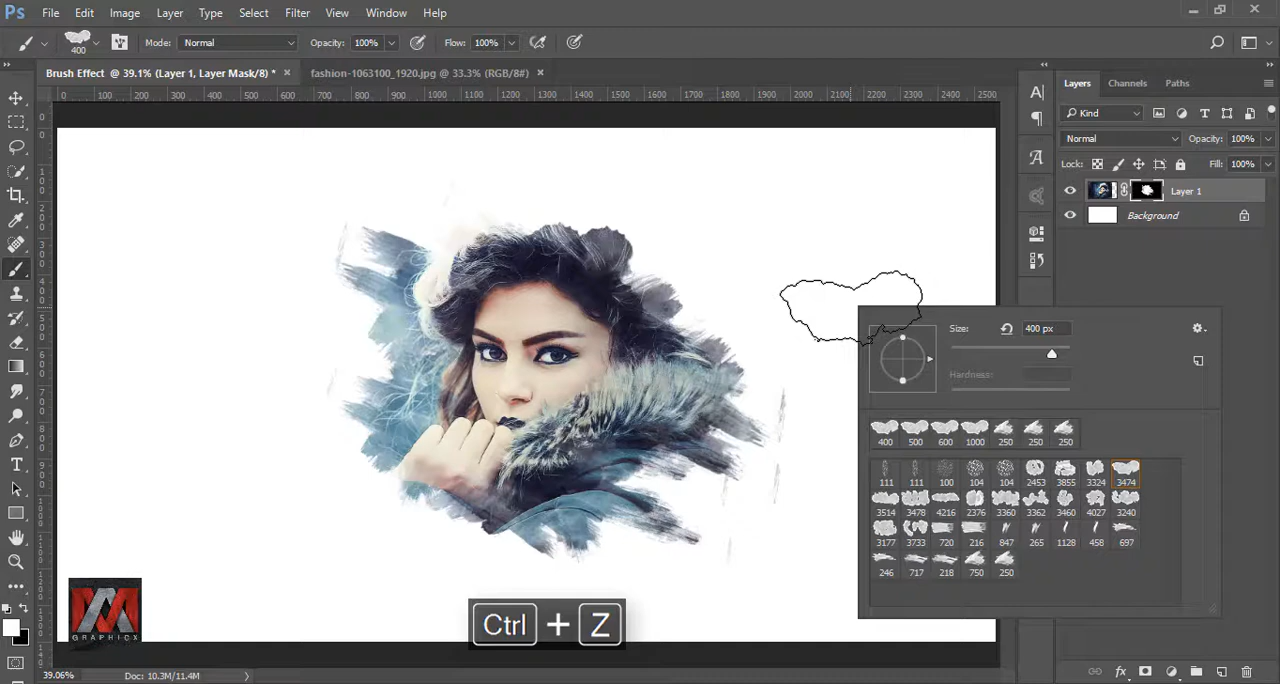 Ps File Edit Image Layer Type Select Filter View Window Help
400 Mode: Normal Opacity: 100% Flow: 100%
Brush Effect @ 39.1% (Layer 1, Layer Mask/8) * × fashion-1063100_1920.jpg @ 33.3% (RGB/8#) ×
0 100 200 300 400 500 600 700 800 900 1000 1100 1200 1300 1400 1500 1600 1700 1800 1900 2000 2100 2200 2300 2400 2500
Layers Channels Paths
Kind
Normal Opacity: 100%
Lock: Fill: 100%
Layer 1
Background
Size: 400 px
Hardness:
400 500 600 1000 250 250 250
111 111 100 104 104 2453 3855 3324 3474
3514 3478 4216 2376 3360 3362 3460 4027 3240
3177 3733 720 216 847 265 1128 458 697
246 717 218 750 250
GRAPHICX
Ctrl + Z
39.06% Doc: 10.3M/11.4M